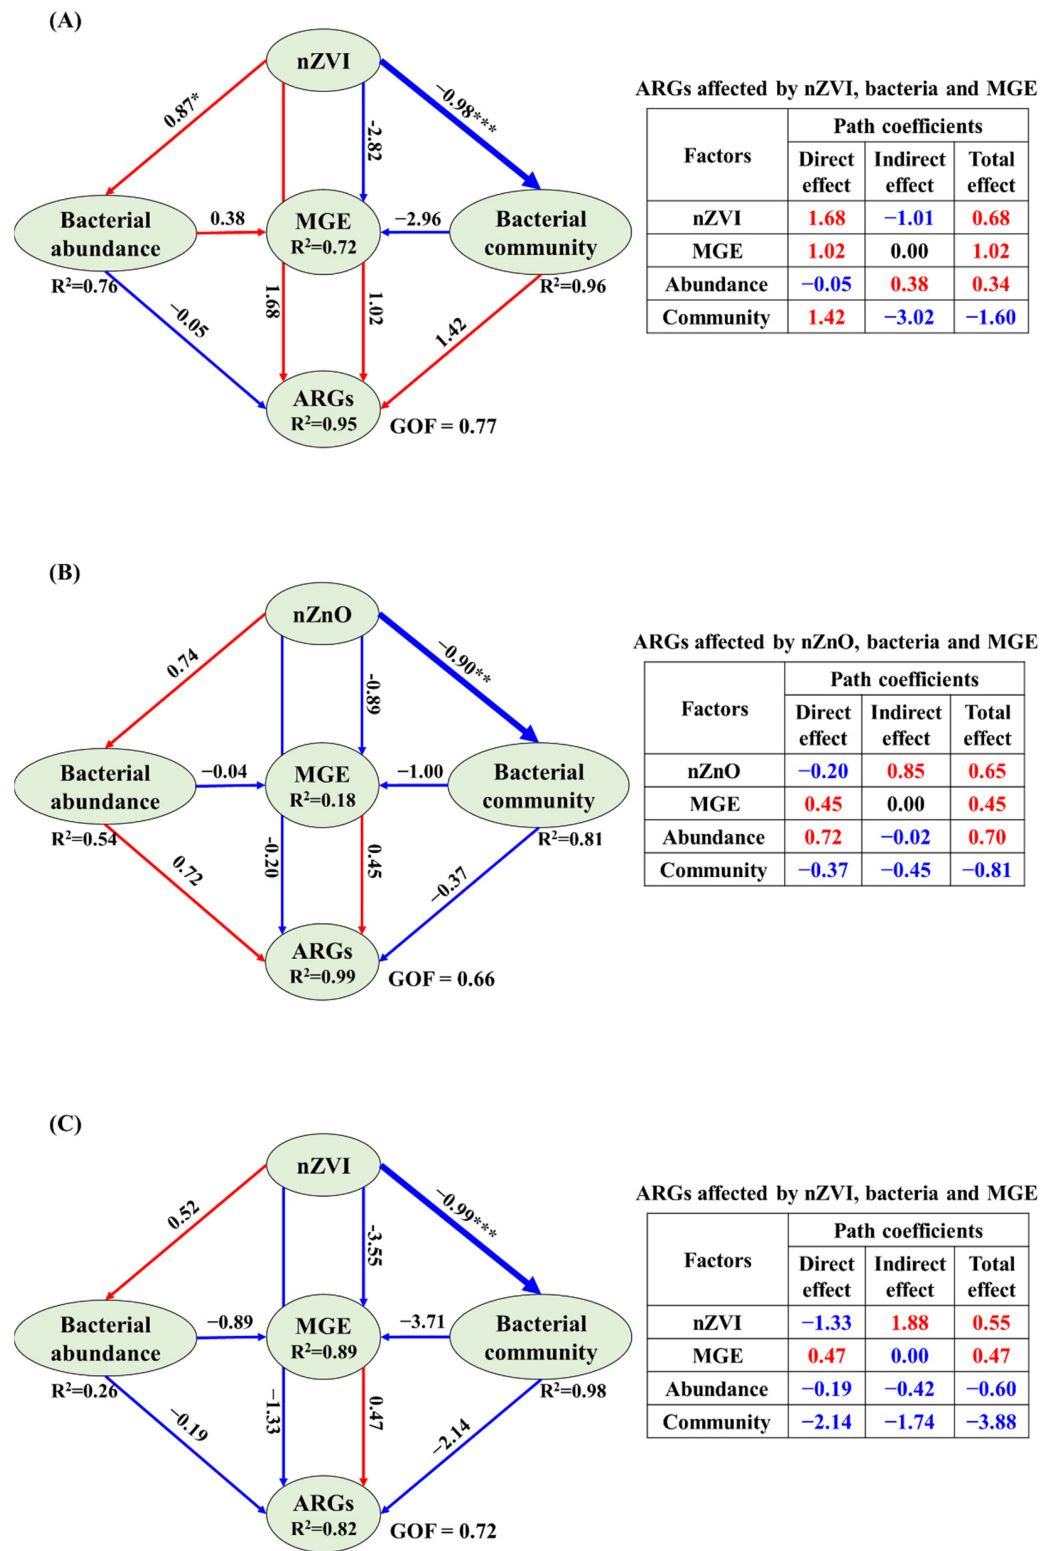 (A)
nZVI
0.87*
-2.82
−0.98***
Bacterial
abundance
R²=0.76
0.38
MGE
R²=0.72
−2.96
Bacterial
community
R²=0.96
−0.05
1.68
1.02
1.42
ARGs
R²=0.95
GOF = 0.77
ARGs affected by nZVI, bacteria and MGE
Factors
Path coefficients
Direct effect
Indirect effect
Total effect
nZVI 1.68 −1.01 0.68
MGE 1.02 0.00 1.02
Abundance −0.05 0.38 0.34
Community 1.42 −3.02 −1.60
(B)
nZnO
0.74
-0.89
−0.90**
Bacterial
abundance
R²=0.54
−0.04
MGE
R²=0.18
−1.00
Bacterial
community
R²=0.81
0.72
-0.20
0.45
−0.37
ARGs
R²=0.99
GOF = 0.66
ARGs affected by nZnO, bacteria and MGE
Factors
Path coefficients
Direct effect
Indirect effect
Total effect
nZnO −0.20 0.85 0.65
MGE 0.45 0.00 0.45
Abundance 0.72 −0.02 0.70
Community −0.37 −0.45 −0.81
(C)
nZVI
0.52
-3.55
−0.99***
Bacterial
abundance
R²=0.26
−0.89
MGE
R²=0.89
−3.71
Bacterial
community
R²=0.98
−0.19
−1.33
0.47
−2.14
ARGs
R²=0.82
GOF = 0.72
ARGs affected by nZVI, bacteria and MGE
Factors
Path coefficients
Direct effect
Indirect effect
Total effect
nZVI −1.33 1.88 0.55
MGE 0.47 0.00 0.47
Abundance −0.19 −0.42 −0.60
Community −2.14 −1.74 −3.88